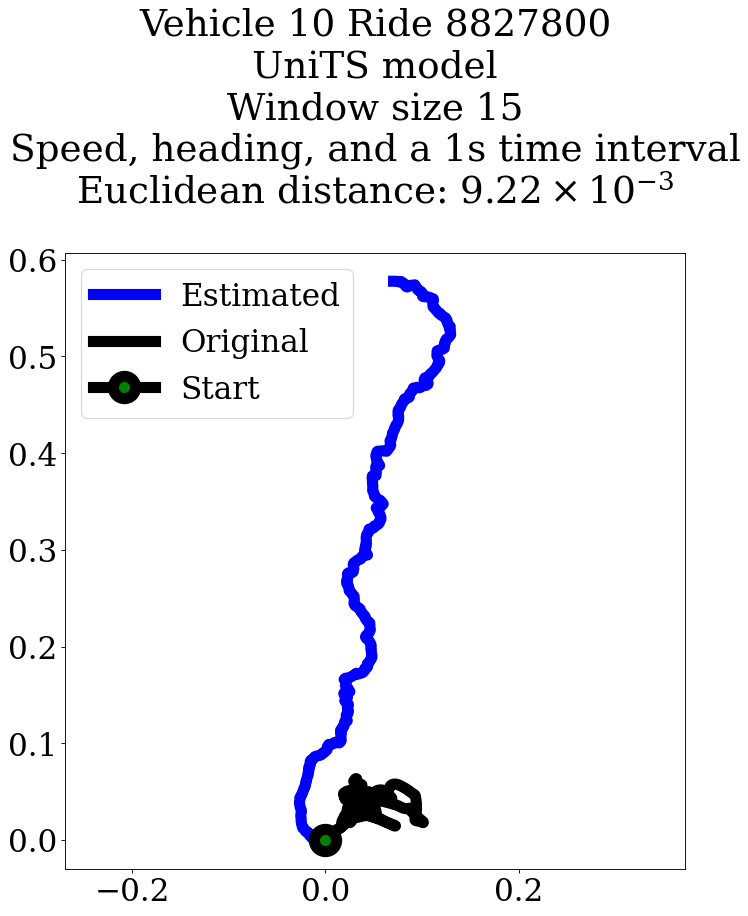 Vehicle 10 Ride 8827800
UniTS model
Window size 15
Speed, heading, and a 1s time interval
Euclidean distance: 9.22 × 10⁻³
0.6
Estimated
Original
Start
0.5
0.4
0.3
0.2
0.1
0.0
−0.2
0.0
0.2